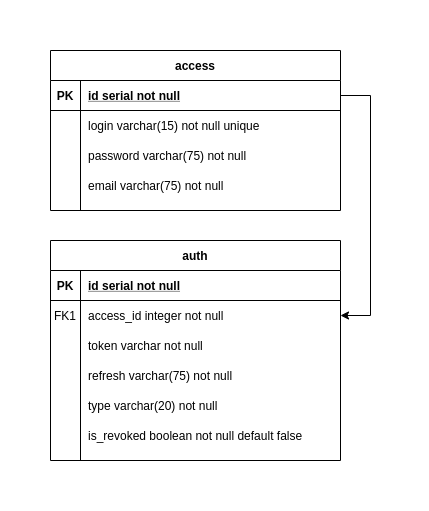 access
PK id serial not null
login varchar(15) not null unique
password varchar(75) not null
email varchar(75) not null
auth
PK id serial not null
FK1 access_id integer not null
token varchar not null
refresh varchar(75) not null
type varchar(20) not null
is_revoked boolean not null default false